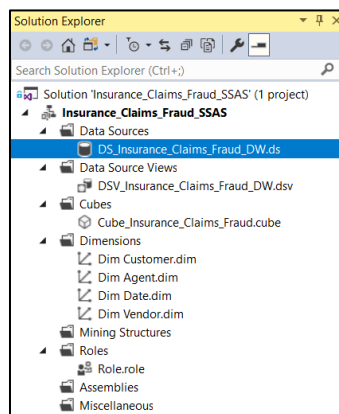 Solution Explorer
Search Solution Explorer (Ctrl+;)
Solution 'Insurance_Claims_Fraud_SSAS' (1 project)
Insurance_Claims_Fraud_SSAS
Data Sources
DS_Insurance_Claims_Fraud_DW.ds
Data Source Views
DSV_Insurance_Claims_Fraud_DW.dsv
Cubes
Cube_Insurance_Claims_Fraud.cube
Dimensions
Dim Customer.dim
Dim Agent.dim
Dim Date.dim
Dim Vendor.dim
Mining Structures
Roles
Role.role
Assemblies
Miscellaneous